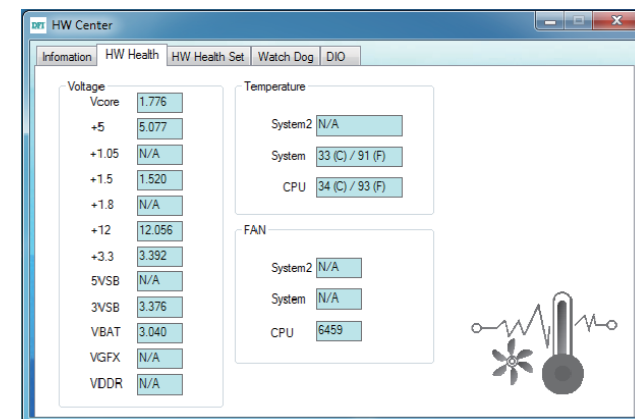 DFI HW Center
Infomation HW Health HW Health Set Watch Dog DIO
Voltage
Vcore 1.776
+5 5.077
+1.05 N/A
+1.5 1.520
+1.8 N/A
+12 12.056
+3.3 3.392
5VSB N/A
3VSB 3.376
VBAT 3.040
VGFX N/A
VDDR N/A
Temperature
System2 N/A
System 33 (C) / 91 (F)
CPU 34 (C) / 93 (F)
FAN
System2 N/A
System N/A
CPU 6459